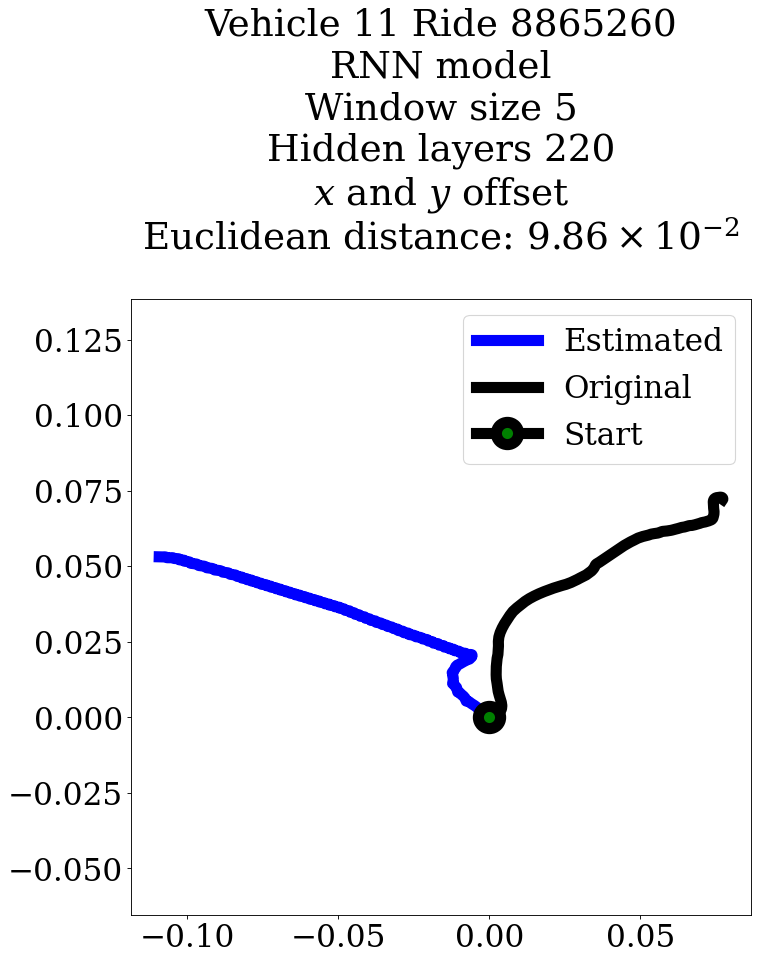 Vehicle 11 Ride 8865260
RNN model
Window size 5
Hidden layers 220
x and y offset
Euclidean distance: 9.86 × 10⁻²
Estimated
Original
Start
0.125
0.100
0.075
0.050
0.025
0.000
−0.025
−0.050
−0.10 −0.05 0.00 0.05